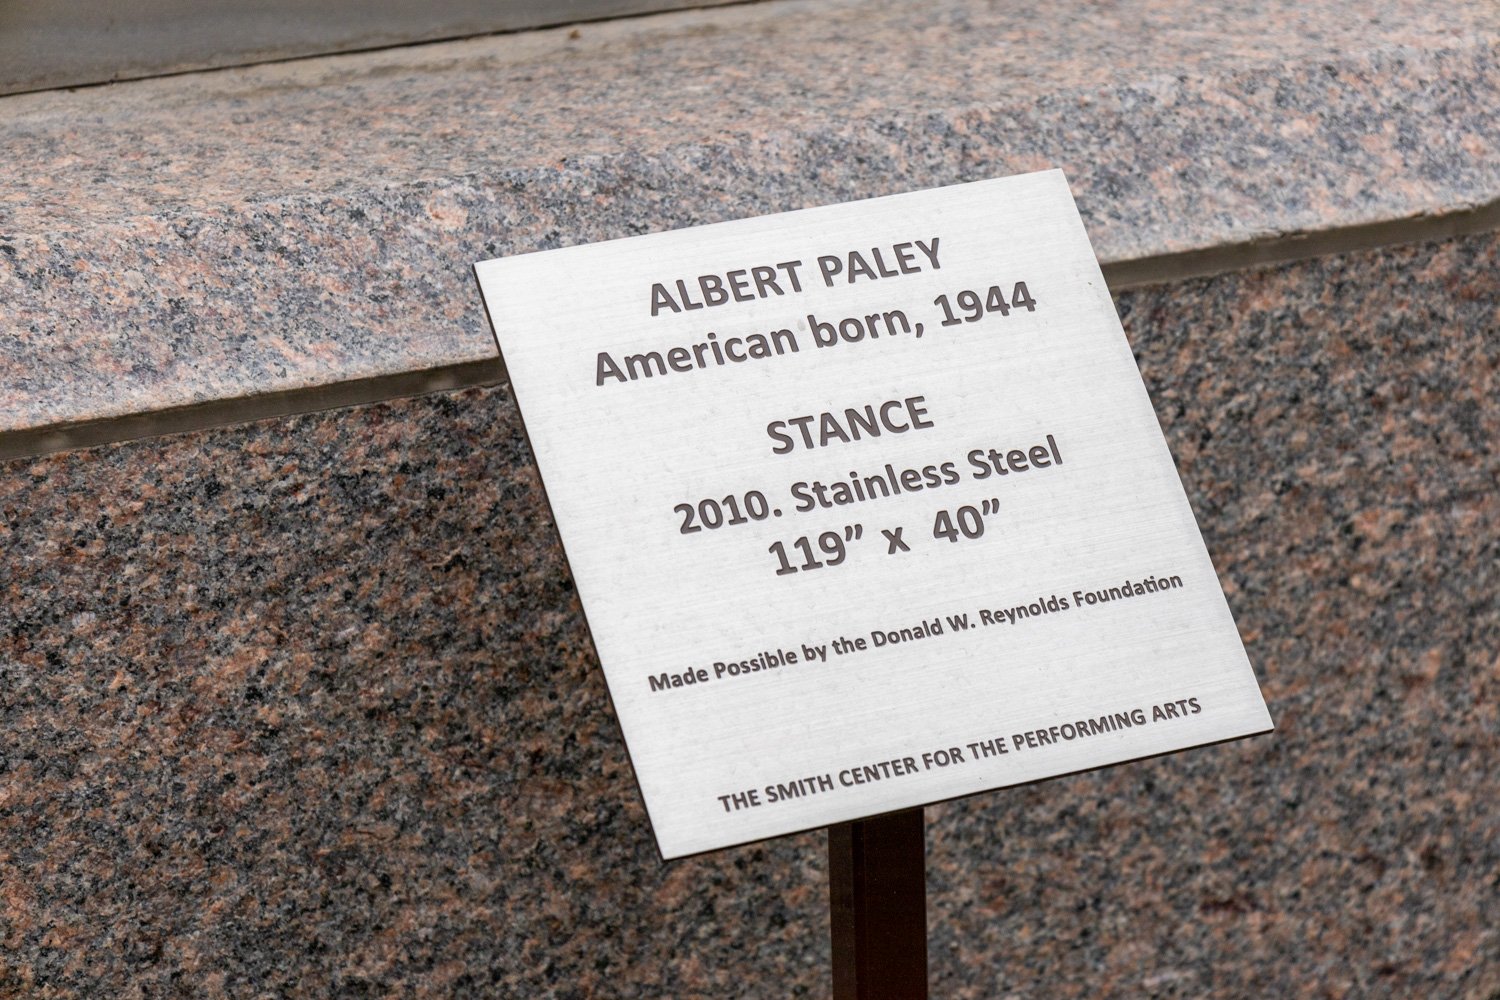 ALBERT PALEY
American born, 1944
STANCE
2010. Stainless Steel
119” x 40”
Made Possible by the Donald W. Reynolds Foundation
THE SMITH CENTER FOR THE PERFORMING ARTS